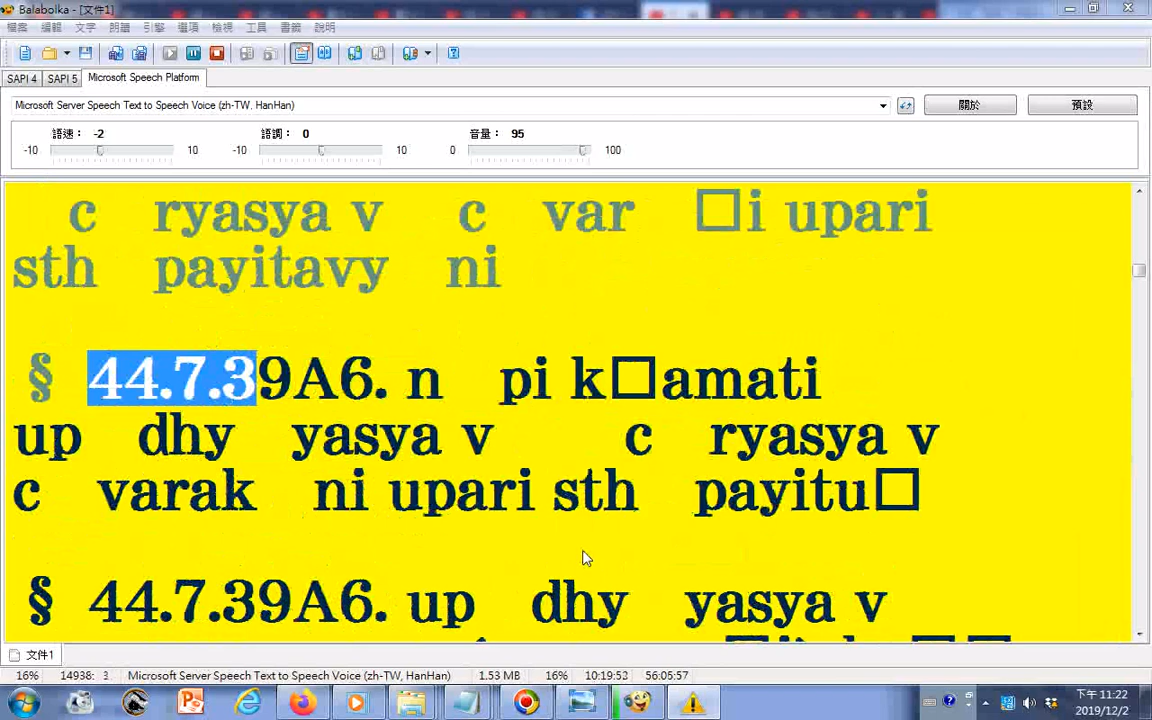 Balabolka - [文件1]
檔案 編輯 文字 朗讀 引擎 選項 檢視 工具 書籤 說明
SAPI 4 SAPI 5 Microsoft Speech Platform
Microsoft Server Speech Text to Speech Voice (zh-TW, HanHan) 關於 預設
語速： -2 語調： 0 音量： 95
-10 10 -10 10 0 100
c ryasya v c var □i upari
sth payitavy ni
§ 44.7.39A6. n pi k□amati
up dhy yasya v c ryasya v
c varak ni upari sth payitu□
§ 44.7.39A6. up dhy yasya v
文件1
16% 14938: 3 Microsoft Server Speech Text to Speech Voice (zh-TW, HanHan) 1.53 MB 16% 10:19:52 56:05:57
下午 11:22
2019/12/2